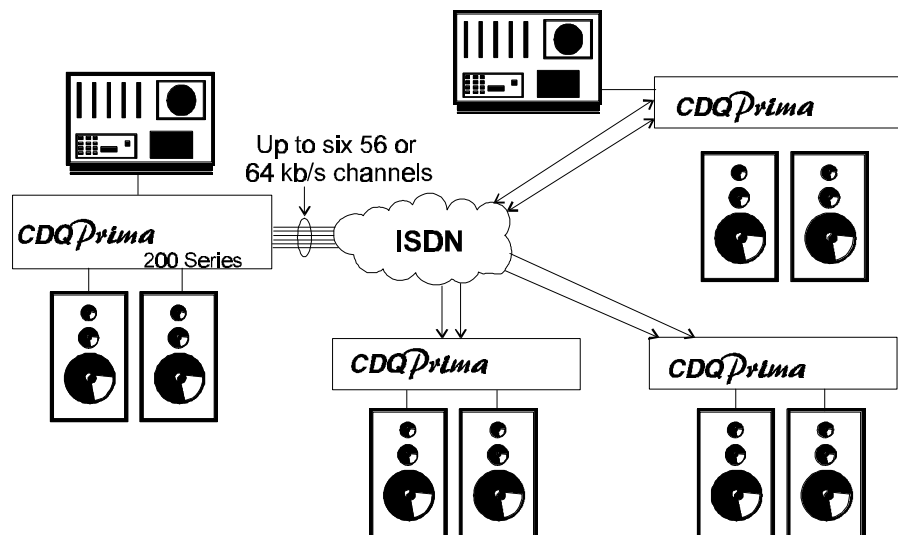 CDQPrima
Up to six 56 or
64 kb/s channels
CDQPrima
200 Series
ISDN
CDQPrima
CDQPrima